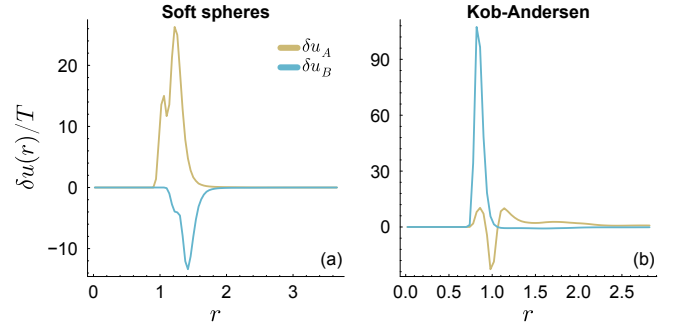 Soft spheres
Kob-Andersen
δu(r)/T
20
10
0
−10
δu_A
δu_B
(a)
0
1
2
3
r
90
60
30
0
(b)
0.0
0.5
1.0
1.5
2.0
2.5
r